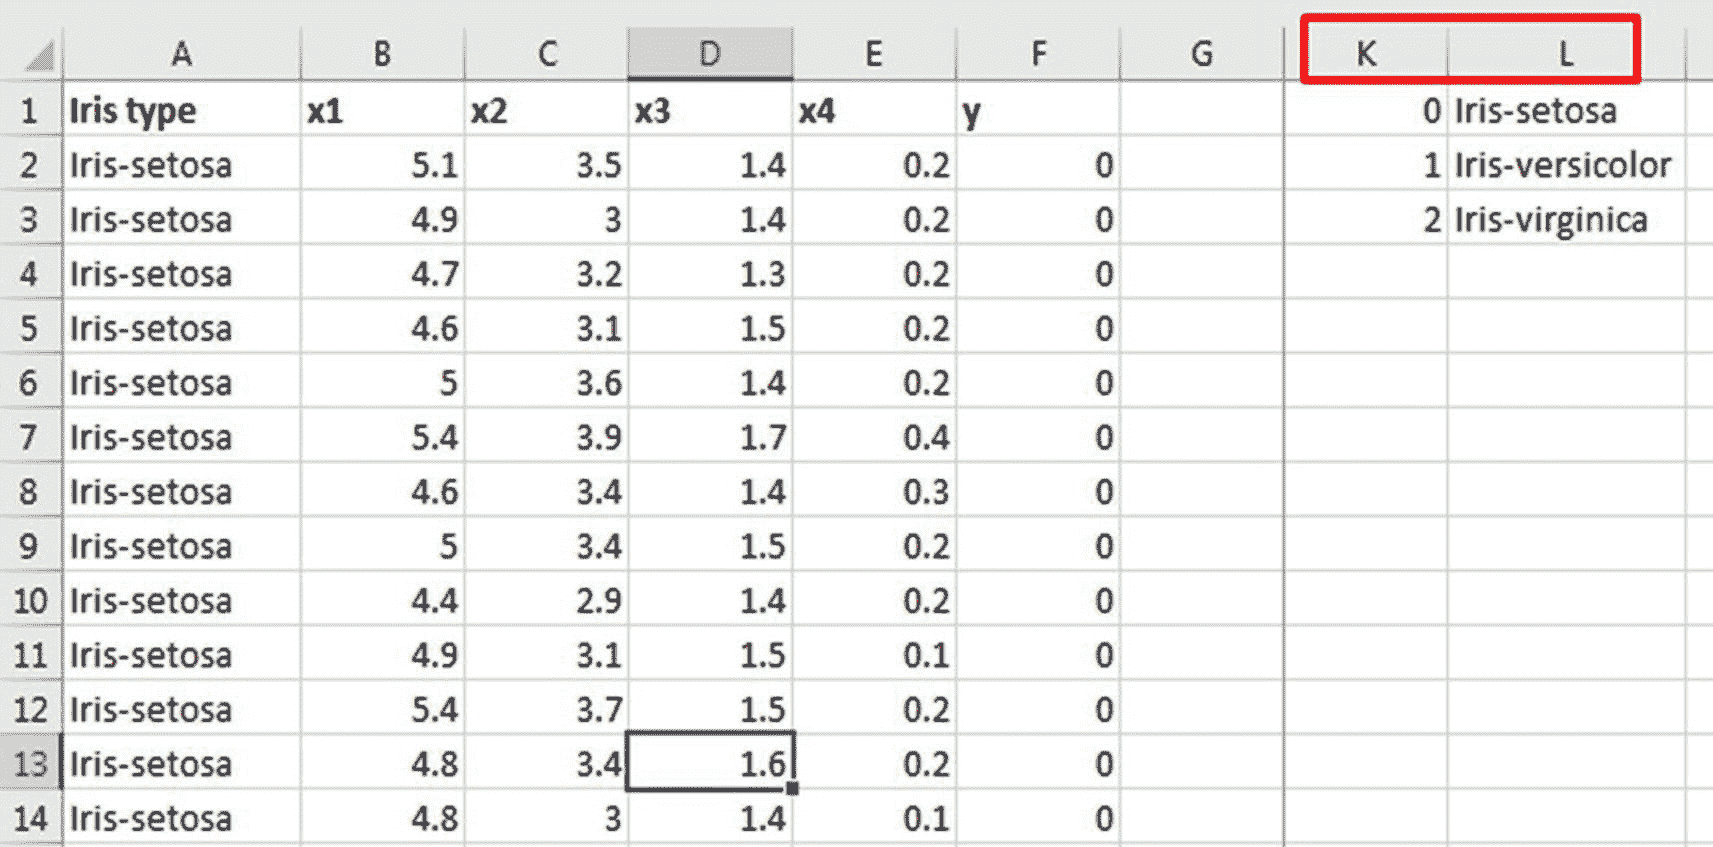 A B C D E F G K L
1 Iris type x1 x2 x3 x4 y 0 Iris-setosa
2 Iris-setosa 5.1 3.5 1.4 0.2 0 1 Iris-versicolor
3 Iris-setosa 4.9 3 1.4 0.2 0 2 Iris-virginica
4 Iris-setosa 4.7 3.2 1.3 0.2 0
5 Iris-setosa 4.6 3.1 1.5 0.2 0
6 Iris-setosa 5 3.6 1.4 0.2 0
7 Iris-setosa 5.4 3.9 1.7 0.4 0
8 Iris-setosa 4.6 3.4 1.4 0.3 0
9 Iris-setosa 5 3.4 1.5 0.2 0
10 Iris-setosa 4.4 2.9 1.4 0.2 0
11 Iris-setosa 4.9 3.1 1.5 0.1 0
12 Iris-setosa 5.4 3.7 1.5 0.2 0
13 Iris-setosa 4.8 3.4 1.6 0.2 0
14 Iris-setosa 4.8 3 1.4 0.1 0